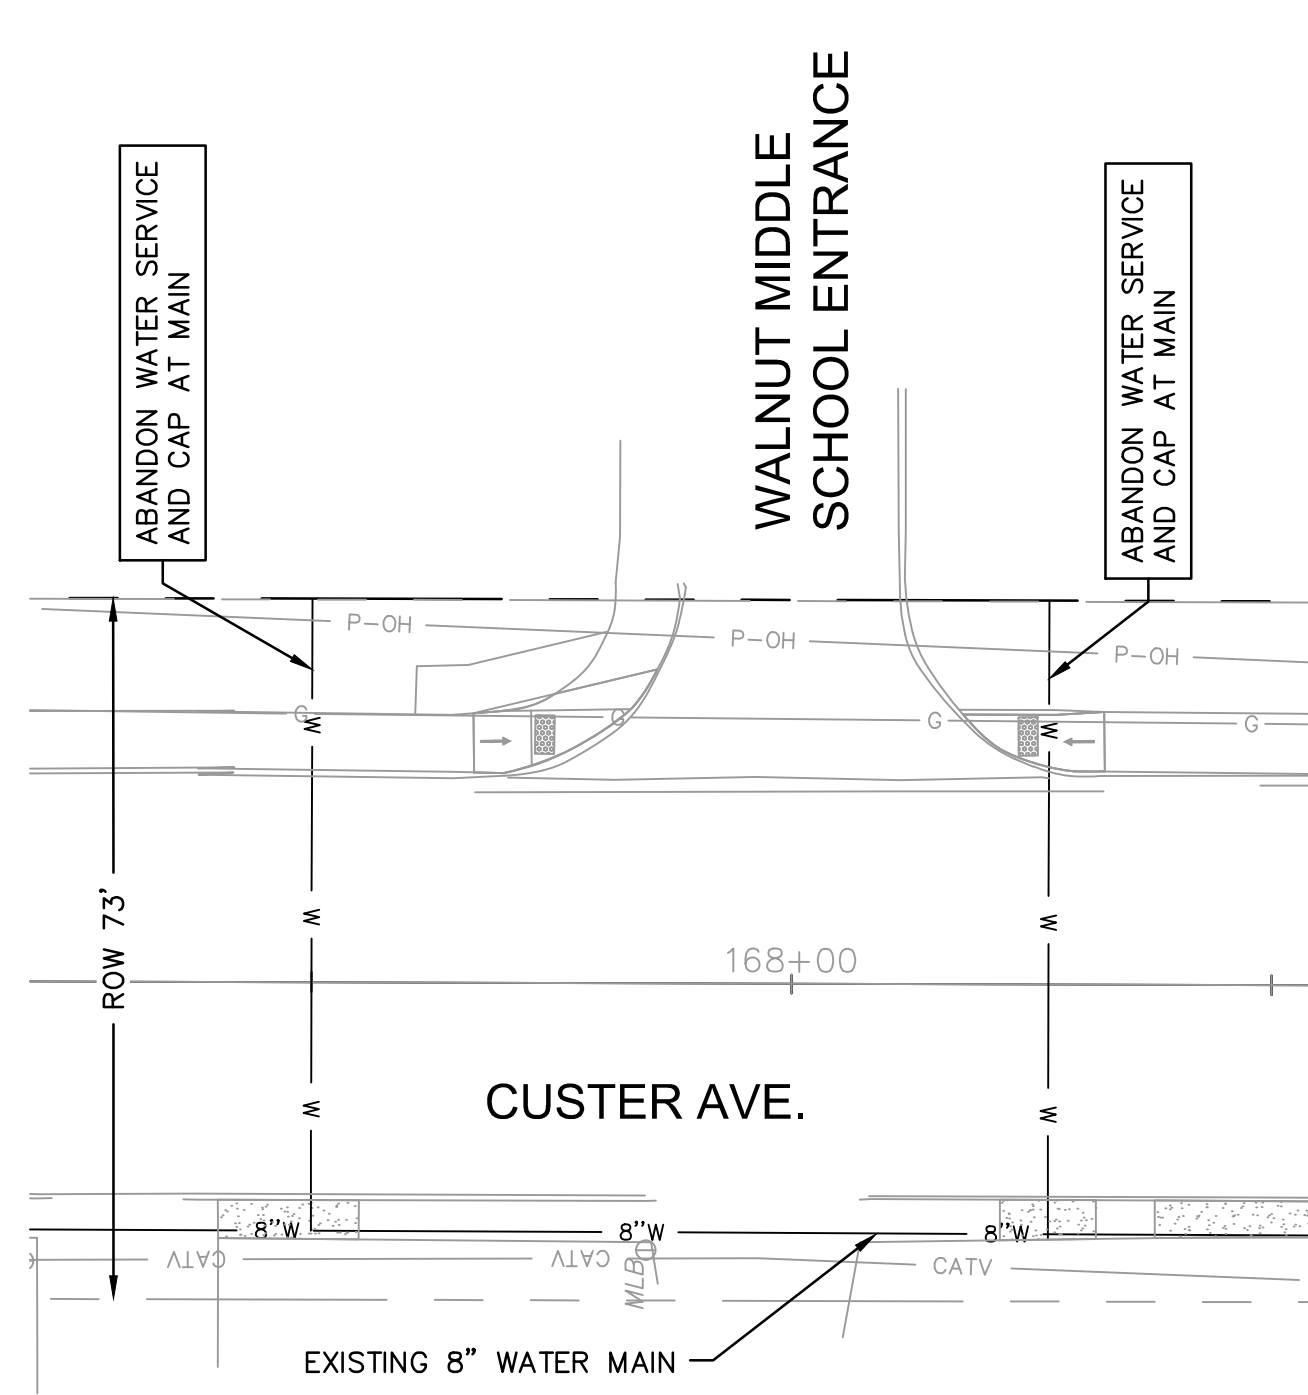 ABANDON WATER SERVICE
AND CAP AT MAIN
WALNUT MIDDLE
SCHOOL ENTRANCE
ABANDON WATER SERVICE
AND CAP AT MAIN
P-OH
P-OH
P-OH
G
G
G
G
W
W
ROW 73'
W
W
168+00
CUSTER AVE.
W
W
8"W
8"W
8"W
CATV
CATV
CATV
MLB
EXISTING 8" WATER MAIN